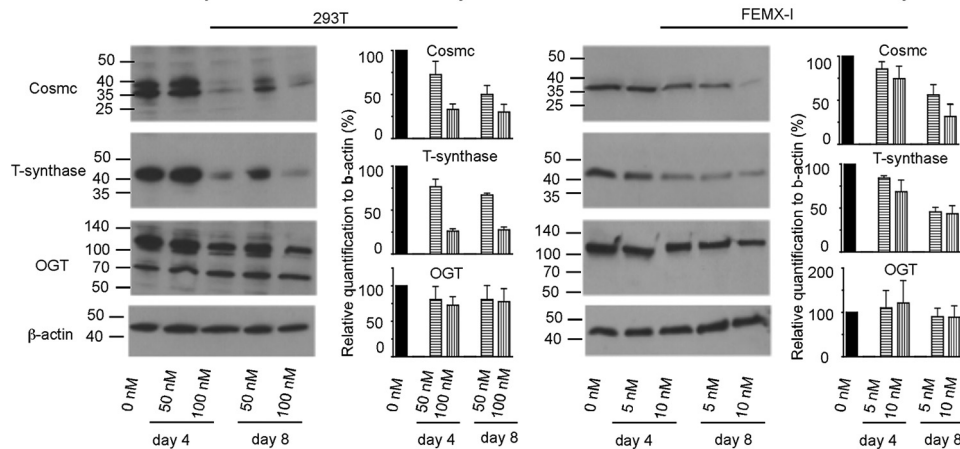 293T
FEMX-I
Cosmc
50
40
35
25
T-synthase
50
40
35
OGT
140
100
70
50
β-actin
50
40
0 nM
50 nM
100 nM
50 nM
100 nM
day 4
day 8
Relative quantification to b-actin (%)
Cosmc
100
50
0
T-synthase
100
50
0
OGT
100
50
0
0 nM
50 nM
100 nM
50 nM
100 nM
day 4
day 8
50
40
35
25
50
40
35
140
100
70
50
50
40
0 nM
5 nM
10 nM
5 nM
10 nM
day 4
day 8
Relative quantification to b-actin (%)
Cosmc
100
50
0
T-synthase
100
50
0
OGT
200
100
0
0 nM
5 nM
10 nM
5 nM
10 nM
day 4
day 8